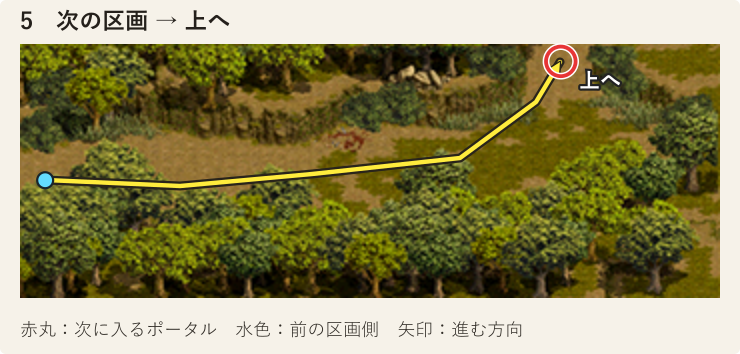 5　次の区画 → 上へ
上へ
赤丸：次に入るポータル　水色：前の区画側　矢印：進む方向